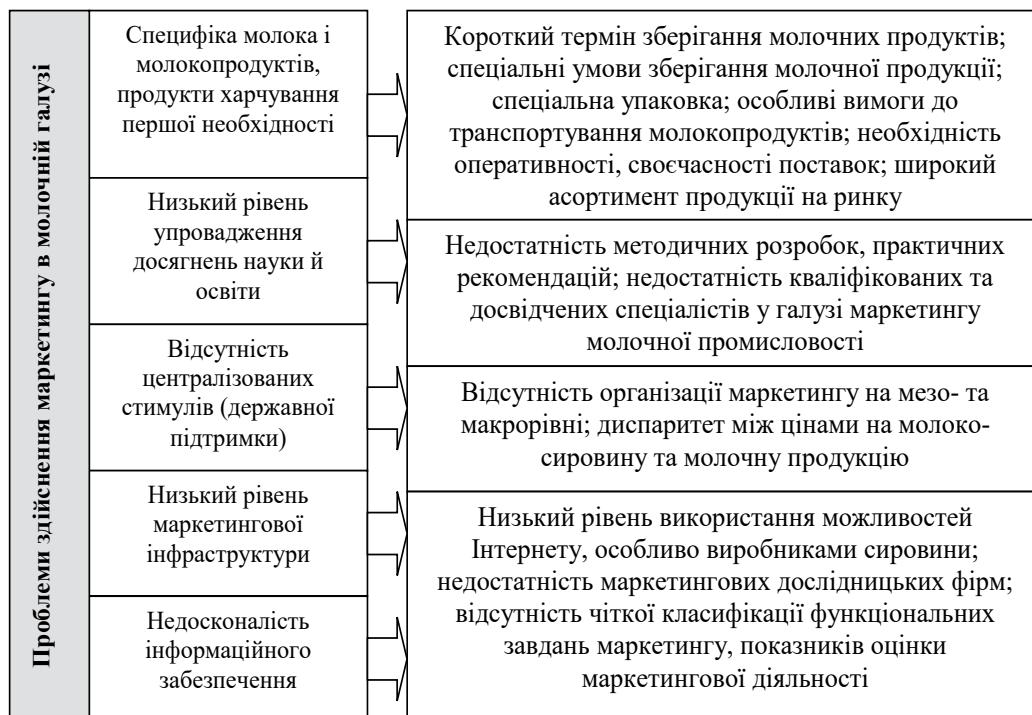 Проблеми здійснення маркетингу в молочній галузі
Специфіка молока і
молокопродуктів,
продукти харчування
першої необхідності
Короткий термін зберігання молочних продуктів;
спеціальні умови зберігання молочної продукції;
спеціальна упаковка; особливі вимоги до
транспортування молокопродуктів; необхідність
оперативності, своєчасності поставок; широкий
асортимент продукції на ринку
Низький рівень
упровадження
досягнень науки й
освіти
Недостатність методичних розробок, практичних
рекомендацій; недостатність кваліфікованих та
досвідчених спеціалістів у галузі маркетингу
молочної промисловості
Відсутність
централізованих
стимулів (державної
підтримки)
Відсутність організації маркетингу на мезо- та
макрорівні; диспаритет між цінами на молоко-
сировину та молочну продукцію
Низький рівень
маркетингової
інфраструктури
Недосконалість
інформаційного
забезпечення
Низький рівень використання можливостей
Інтернету, особливо виробниками сировини;
недостатність маркетингових дослідницьких фірм;
відсутність чіткої класифікації функціональних
завдань маркетингу, показників оцінки
маркетингової діяльності